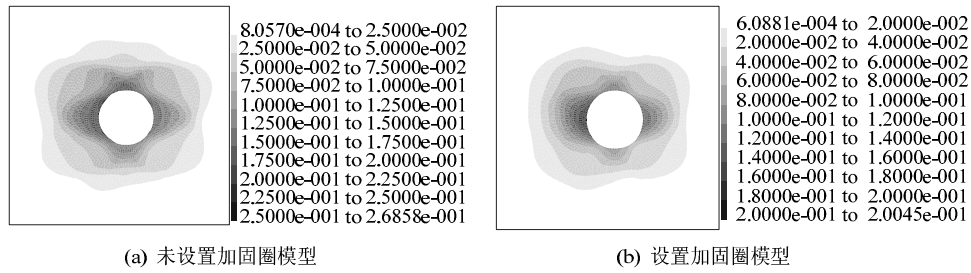 8.0570e-004 to 2.5000e-002
2.5000e-002 to 5.0000e-002
5.0000e-002 to 7.5000e-002
7.5000e-002 to 1.0000e-001
1.0000e-001 to 1.2500e-001
1.2500e-001 to 1.5000e-001
1.5000e-001 to 1.7500e-001
1.7500e-001 to 2.0000e-001
2.0000e-001 to 2.2500e-001
2.2500e-001 to 2.5000e-001
2.5000e-001 to 2.6858e-001
(a) 未设置加固圈模型
6.0881e-004 to 2.0000e-002
2.0000e-002 to 4.0000e-002
4.0000e-002 to 6.0000e-002
6.0000e-002 to 8.0000e-002
8.0000e-002 to 1.0000e-001
1.0000e-001 to 1.2000e-001
1.2000e-001 to 1.4000e-001
1.4000e-001 to 1.6000e-001
1.6000e-001 to 1.8000e-001
1.8000e-001 to 2.0000e-001
2.0000e-001 to 2.0045e-001
(b) 设置加固圈模型